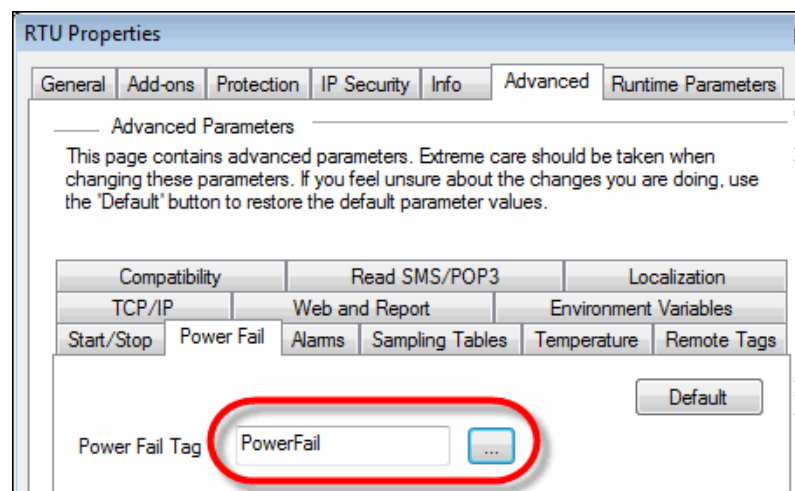 RTU Properties
General Add-ons Protection IP Security Info Advanced Runtime Parameters
Advanced Parameters
This page contains advanced parameters. Extreme care should be taken when
changing these parameters. If you feel unsure about the changes you are doing, use
the 'Default' button to restore the default parameter values.
Compatibility Read SMS/POP3 Localization
TCP/IP Web and Report Environment Variables
Start/Stop Power Fail Alarms Sampling Tables Temperature Remote Tags
Default
Power Fail Tag PowerFail ...